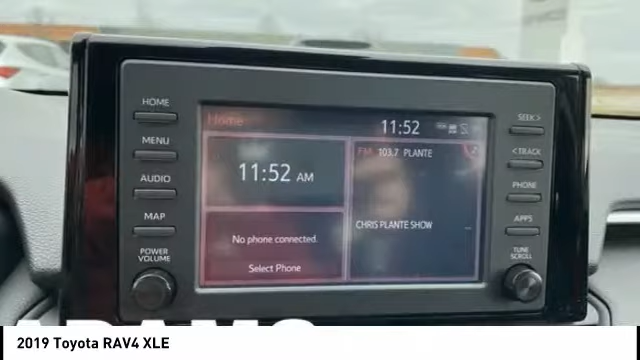 HOME
MENU
AUDIO
MAP
POWER
VOLUME
Home
11:52
11:52 AM
FM 103.7 PLANTE
CHRIS PLANTE SHOW
No phone connected.
Select Phone
SEEK >
< TRACK
PHONE
APPS
TUNE
SCROLL
2019 Toyota RAV4 XLE